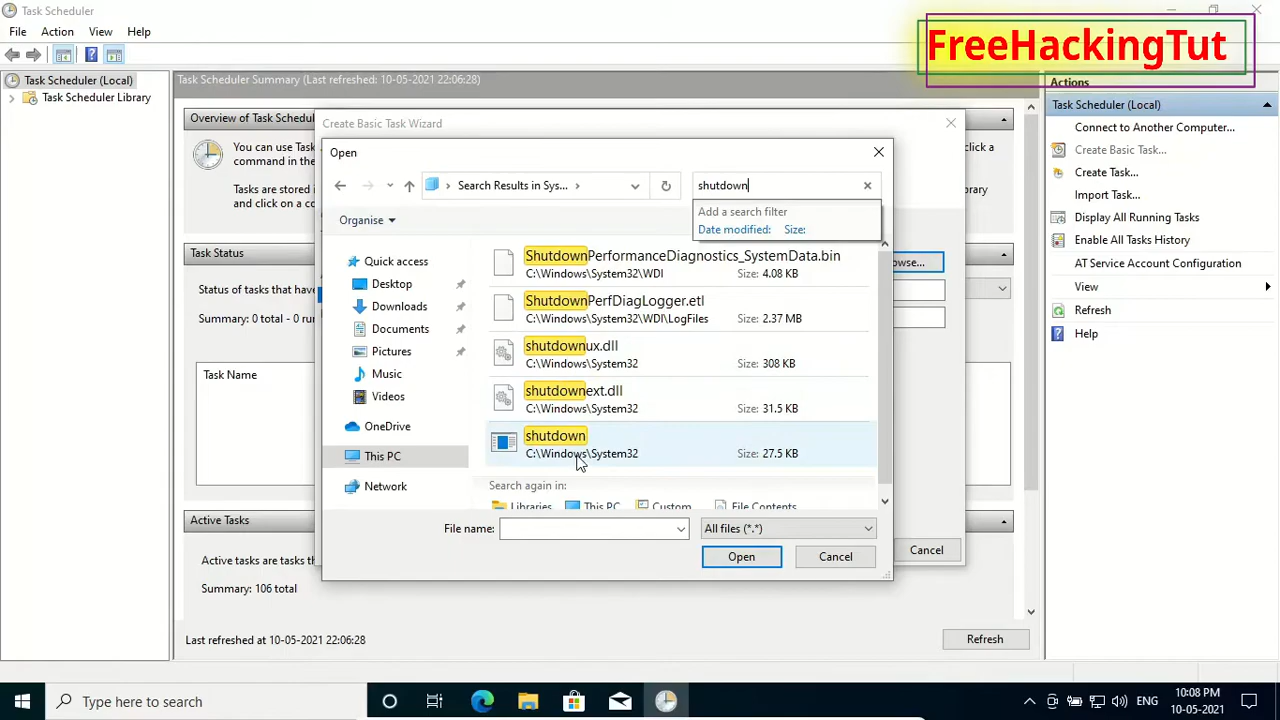 Task Scheduler
File Action View Help
FreeHackingTut
Task Scheduler (Local)
Task Scheduler Library
Task Scheduler Summary (Last refreshed: 10-05-2021 22:06:28)
Overview of Task Schedul
You can use Tas
command in the
Tasks are stored
and click on a co
click a
Task Status
Status of tasks that have
Summary: 0 total - 0 run
Task Name
Active Tasks
Active tasks are tasks th
Summary: 106 total
Last refreshed at 10-05-2021 22:06:28
Refresh
Create Basic Task Wizard
Open
Search Results in Sys...
shutdown
Organise
Add a search filter
Date modified: Size:
Quick access
Desktop
Downloads
Documents
Pictures
Music
Videos
OneDrive
This PC
Network
ShutdownPerformanceDiagnostics_SystemData.bin
C:\Windows\System32\WDI Size: 4.08 KB
ShutdownPerfDiagLogger.etl
C:\Windows\System32\WDI\LogFiles Size: 2.37 MB
shutdownux.dll
C:\Windows\System32 Size: 308 KB
shutdownext.dll
C:\Windows\System32 Size: 31.5 KB
shutdown
C:\Windows\System32 Size: 27.5 KB
Search again in:
Libraries This PC Custom File Contents
File name: All files (*.*)
Open Cancel
owse...
Cancel
Actions
Task Scheduler (Local)
Connect to Another Computer...
Create Basic Task...
Create Task...
Import Task...
Display All Running Tasks
Enable All Tasks History
AT Service Account Configuration
View
Refresh
Help
Type here to search
ENG
10:08 PM
10-05-2021